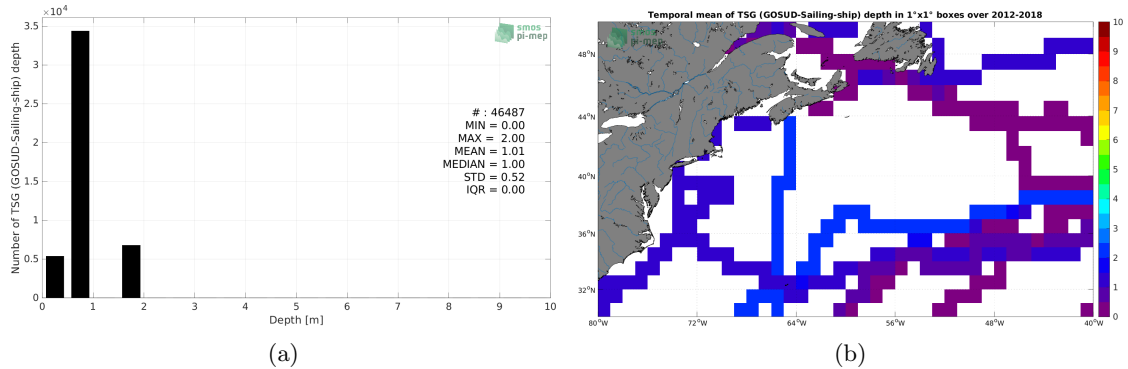 ×10⁴
3.5
3
2.5
2
1.5
1
0.5
0
0 1 2 3 4 5 6 7 8 9 10
Number of TSG (GOSUD-Sailing-ship) depth
Depth [m]
smos
pi-mep
# : 46487
MIN = 0.00
MAX = 2.00
MEAN = 1.01
MEDIAN = 1.00
STD = 0.52
IQR = 0.00
(a)
Temporal mean of TSG (GOSUD-Sailing-ship) depth in 1°x1° boxes over 2012-2018
smos
pi-mep
48°N
44°N
40°N
36°N
32°N
80°W 72°W 64°W 56°W 48°W 40°W
10
9
8
7
6
5
4
3
2
1
0
(b)